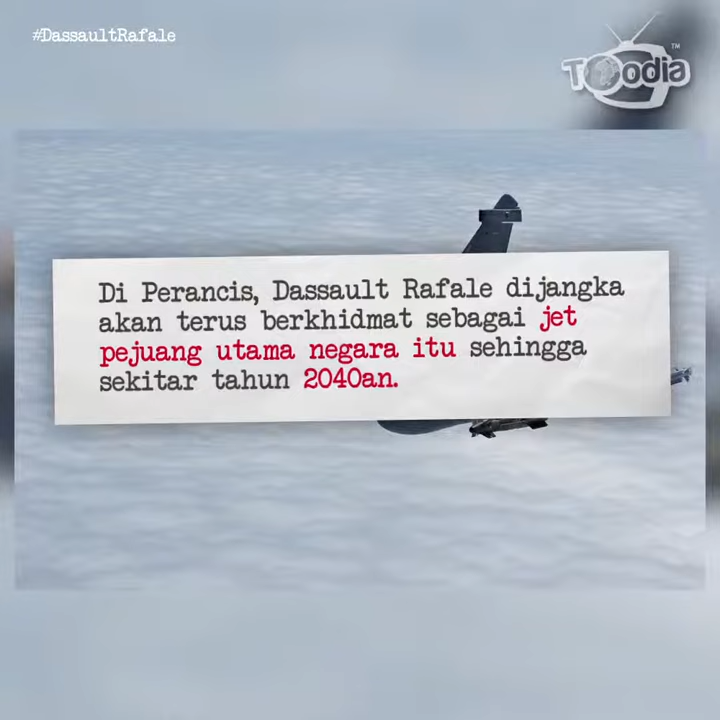 #DassaultRafale
Toodia
TM
Di Perancis, Dassault Rafale dijangka
akan terus berkhidmat sebagai jet
pejuang utama negara itu sehingga
sekitar tahun 2040an.